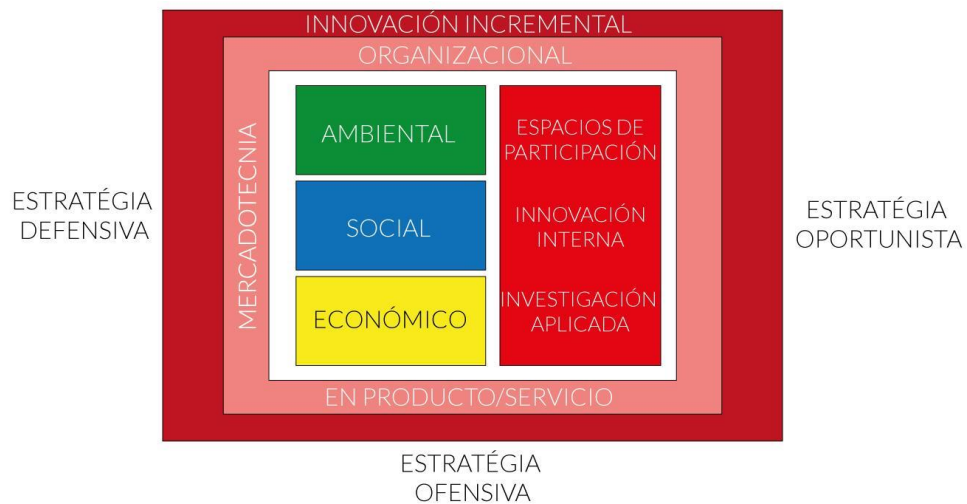 INNOVACIÓN INCREMENTAL
ORGANIZACIONAL
MERCADOTECNIA
AMBIENTAL
SOCIAL
ECONÓMICO
ESPACIOS DE
PARTICIPACIÓN
INNOVACIÓN
INTERNA
INVESTIGACIÓN
APLICADA
EN PRODUCTO/SERVICIO
ESTRATÉGIA
DEFENSIVA
ESTRATÉGIA
OPORTUNISTA
ESTRATÉGIA
OFENSIVA